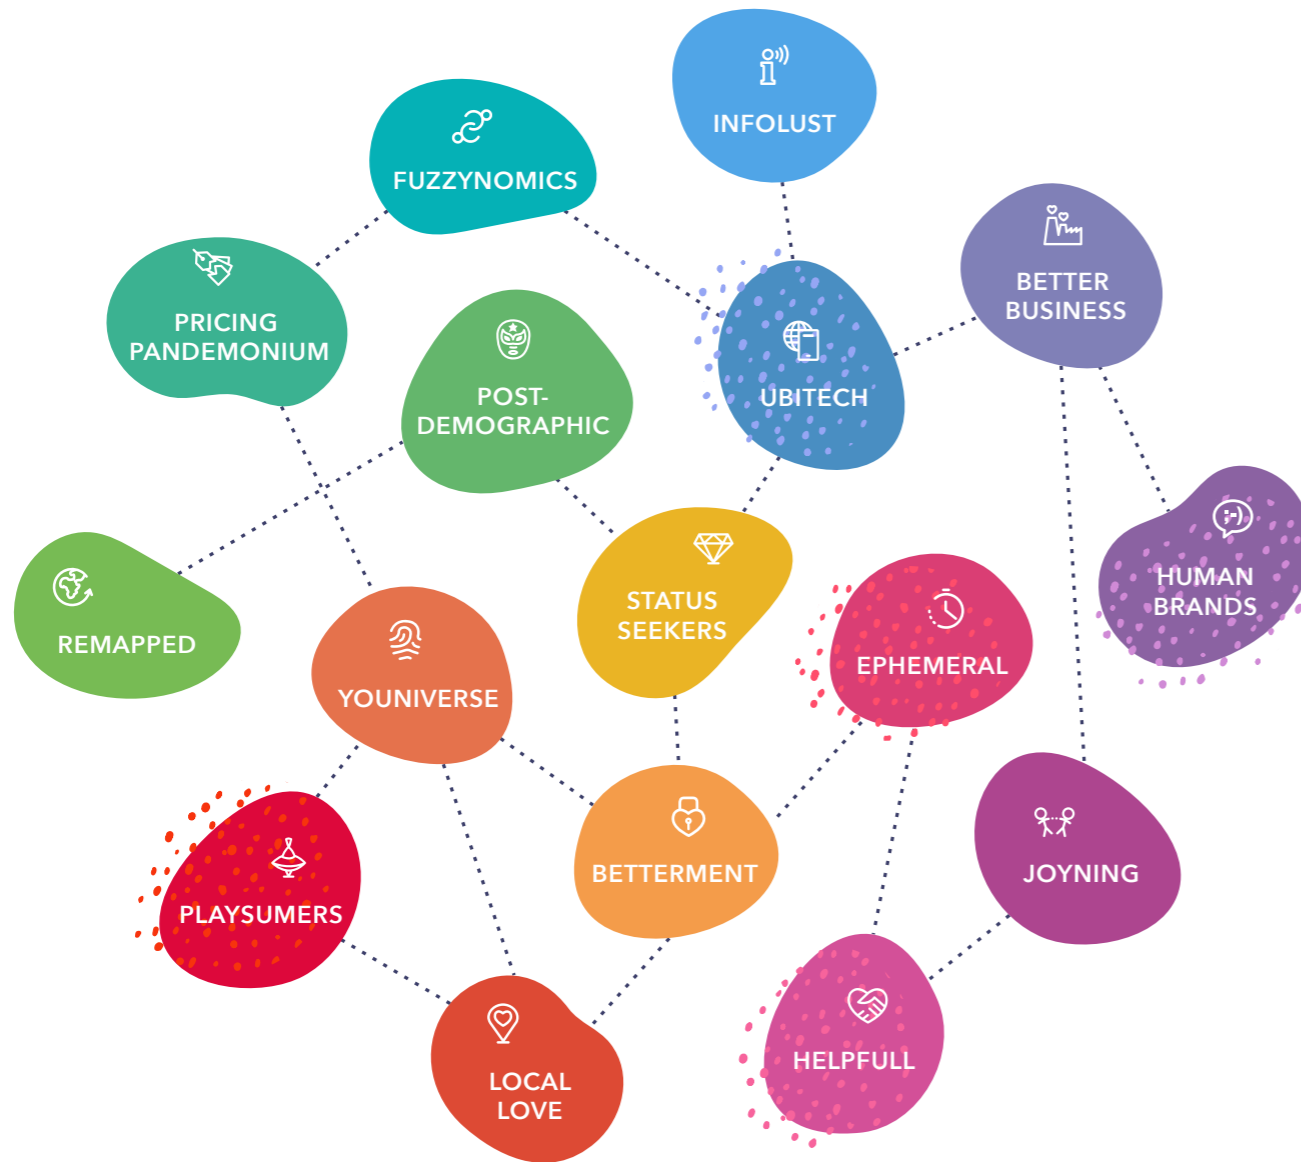 INFOLUST
FUZZYNOMICS
BETTER
BUSINESS
PRICING
PANDEMONIUM
POST-
DEMOGRAPHIC
UBITECH
HUMAN
BRANDS
STATUS
SEEKERS
REMAPPED
EPHEMERAL
YOUNIVERSE
BETTERMENT
JOYNING
PLAYSUMERS
HELPFULL
LOCAL
LOVE